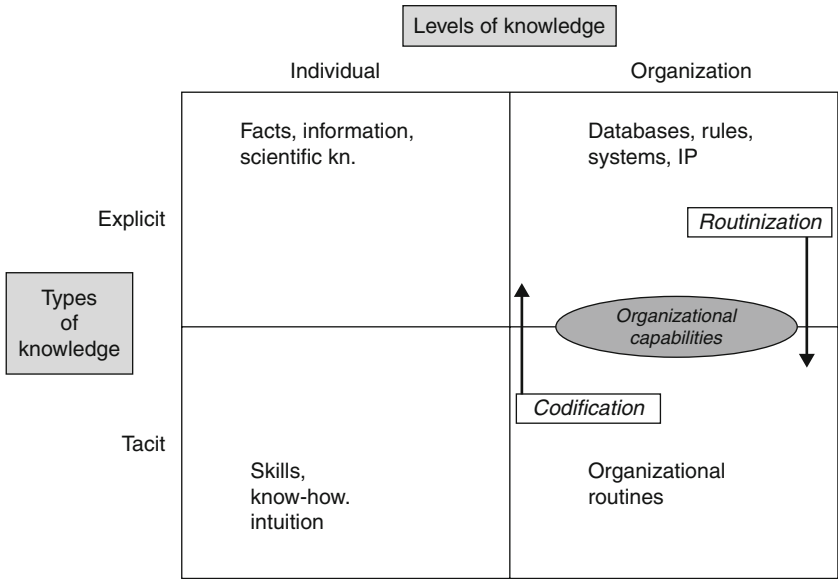 Levels of knowledge
Individual
Organization
Facts, information,
scientific kn.
Databases, rules,
systems, IP
Explicit
Routinization
Types
of
knowledge
Organizational
capabilities
Codification
Tacit
Skills,
know-how.
intuition
Organizational
routines